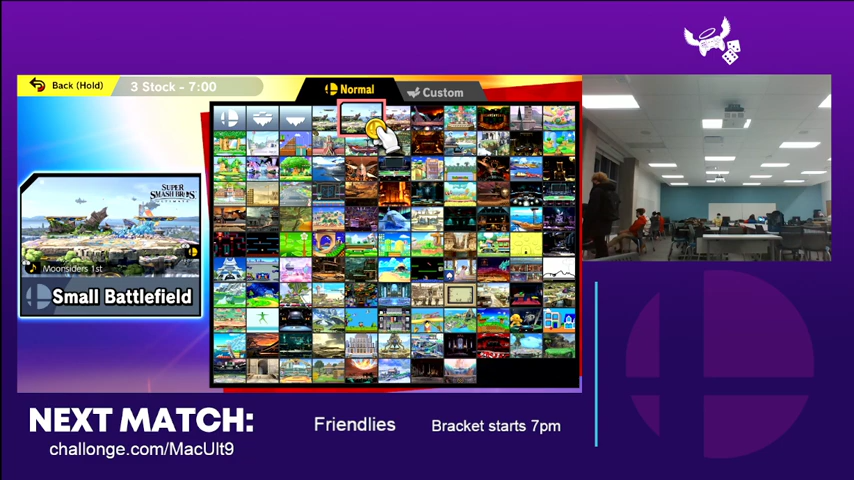 Back (Hold)
3 Stock - 7:00
Normal
Custom
SUPER
SMASH BROS.
ULTIMATE
Moonsiders 1st
Small Battlefield
NEXT MATCH:
challonge.com/MacUlt9
Friendlies
Bracket starts 7pm